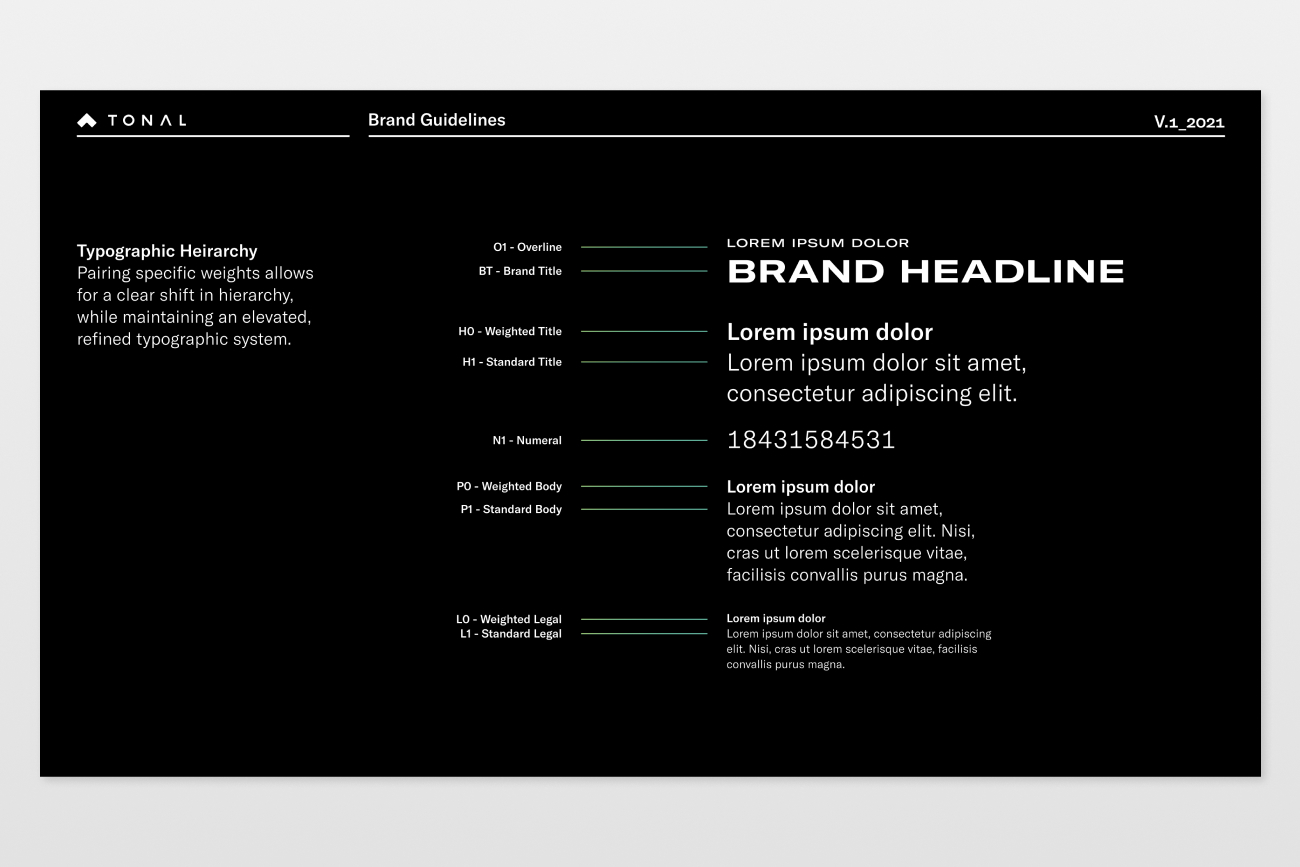 TONAL
Brand Guidelines
V.1_2021
Typographic Heirarchy
Pairing specific weights allows
for a clear shift in hierarchy,
while maintaining an elevated,
refined typographic system.
O1 - Overline
LOREM IPSUM DOLOR
BT - Brand Title
BRAND HEADLINE
H0 - Weighted Title
Lorem ipsum dolor
H1 - Standard Title
Lorem ipsum dolor sit amet,
consectetur adipiscing elit.
N1 - Numeral
18431584531
P0 - Weighted Body
Lorem ipsum dolor
P1 - Standard Body
Lorem ipsum dolor sit amet,
consectetur adipiscing elit. Nisi,
cras ut lorem scelerisque vitae,
facilisis convallis purus magna.
L0 - Weighted Legal
Lorem ipsum dolor
L1 - Standard Legal
Lorem ipsum dolor sit amet, consectetur adipiscing
elit. Nisi, cras ut lorem scelerisque vitae, facilisis
convallis purus magna.